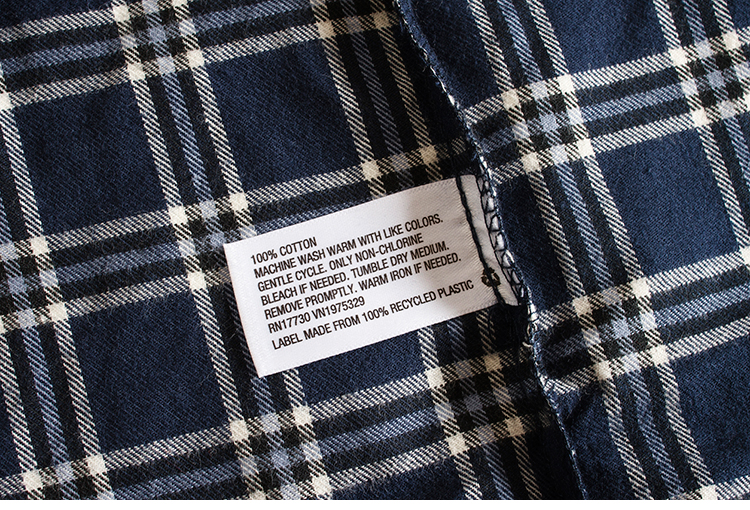 100% COTTON
MACHINE WASH WARM WITH LIKE COLORS.
GENTLE CYCLE. ONLY NON-CHLORINE
BLEACH IF NEEDED. TUMBLE DRY MEDIUM.
REMOVE PROMPTLY. WARM IRON IF NEEDED.
RN17730 VN1975329
LABEL MADE FROM 100% RECYCLED PLASTIC